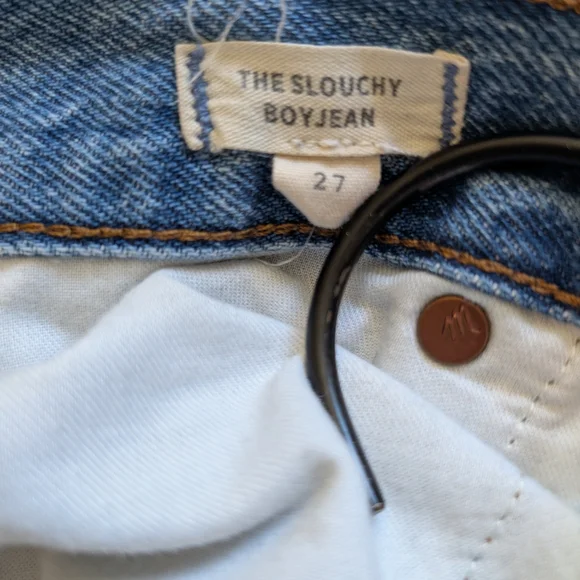 THE SLOUCHY
BOYJEAN
27
m